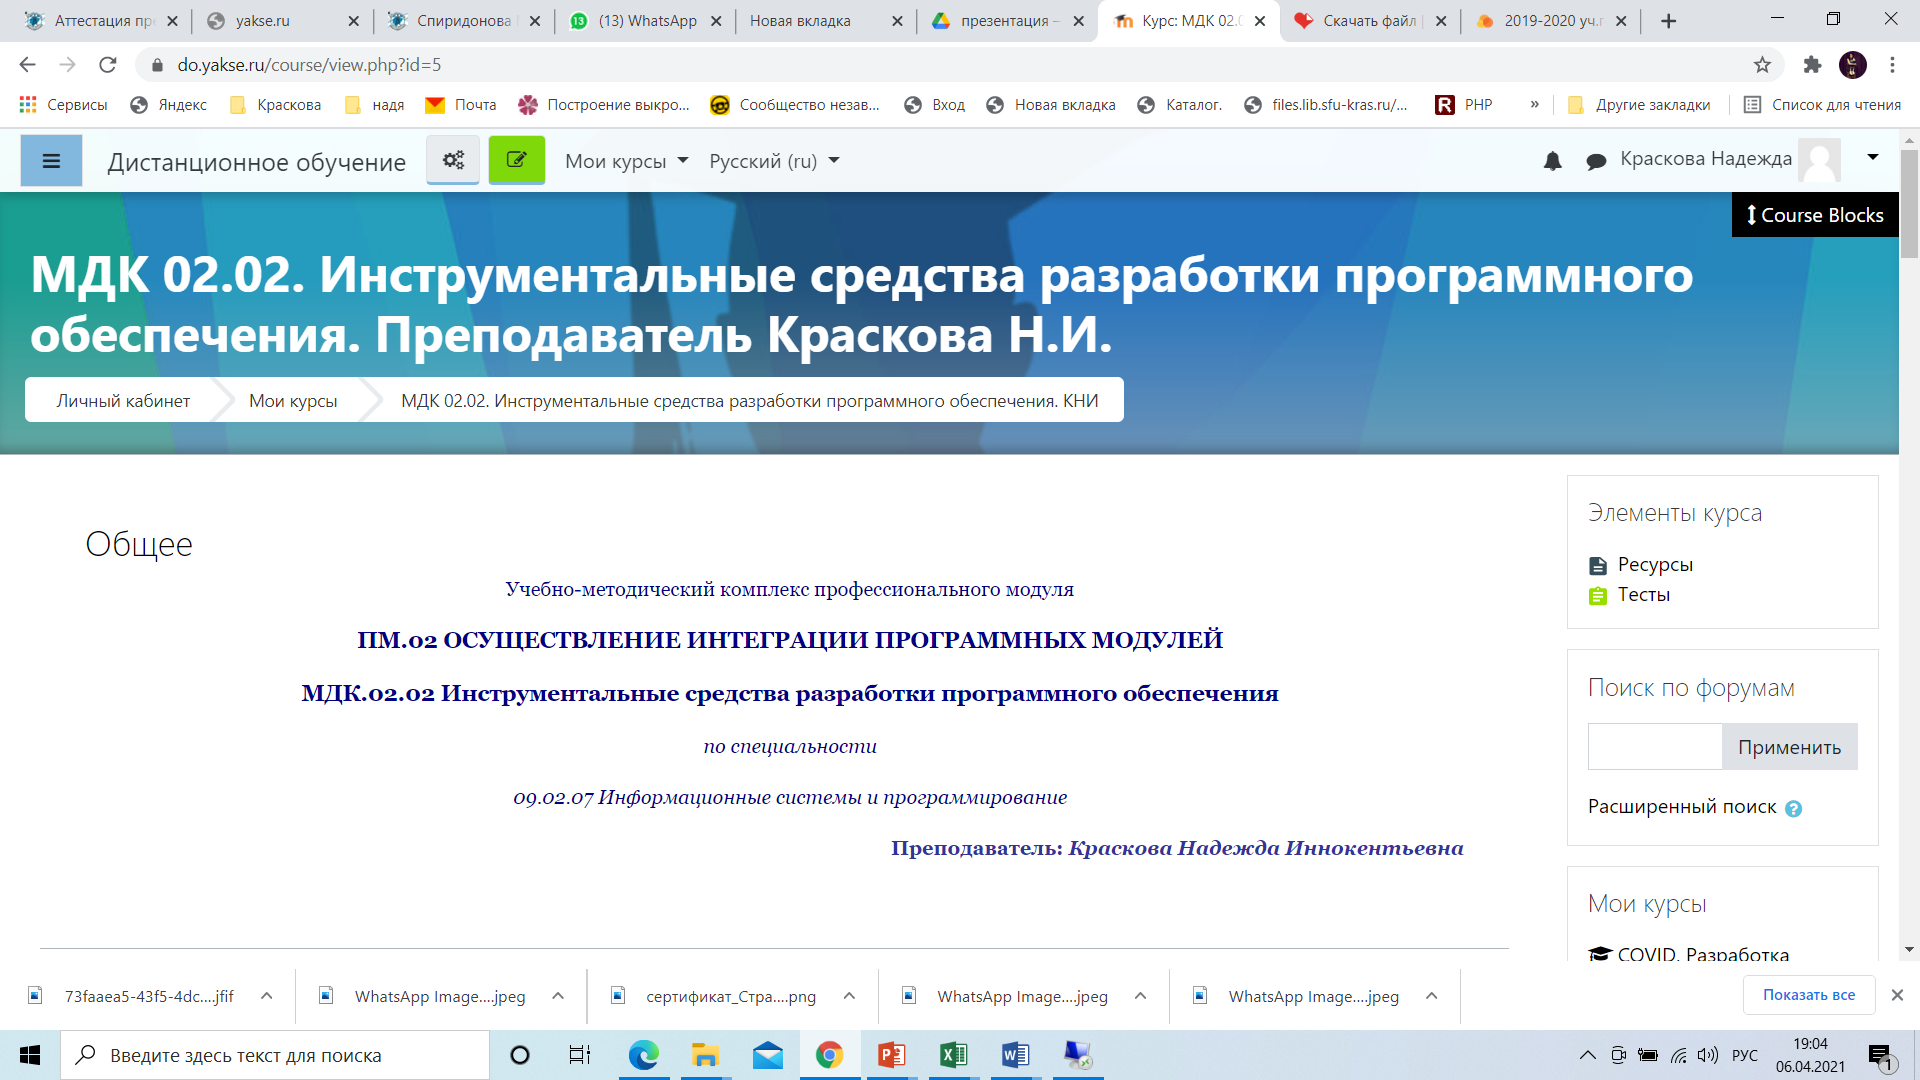 Аттестация пре
yakse.ru
Спиридонова
(13) WhatsApp
Новая вкладка
презентация –
Курс: МДК 02.0
Скачать файл
2019-2020 уч.г
do.yakse.ru/course/view.php?id=5
Сервисы
Яндекс
Краскова
надя
Почта
Построение выкро...
Сообщество незав...
Вход
Новая вкладка
Каталог.
files.lib.sfu-kras.ru/...
PHP
»
Другие закладки
Список для чтения
Дистанционное обучение
Мои курсы
Русский (ru)
Краскова Надежда
Course Blocks
МДК 02.02. Инструментальные средства разработки программного
обеспечения. Преподаватель Краскова Н.И.
Личный кабинет
Мои курсы
МДК 02.02. Инструментальные средства разработки программного обеспечения. КНИ
Общее
Учебно-методический комплекс профессионального модуля
ПМ.02 ОСУЩЕСТВЛЕНИЕ ИНТЕГРАЦИИ ПРОГРАММНЫХ МОДУЛЕЙ
МДК.02.02 Инструментальные средства разработки программного обеспечения
по специальности
09.02.07 Информационные системы и программирование
Преподаватель: Краскова Надежда Иннокентьевна
Элементы курса
Ресурсы
Тесты
Поиск по форумам
Применить
Расширенный поиск
Мои курсы
COVID. Разработка
73faaea5-43f5-4dc....jfif
WhatsApp Image....jpeg
сертификат_Стра....png
WhatsApp Image....jpeg
WhatsApp Image....jpeg
Показать все
Введите здесь текст для поиска
РУС
19:04
06.04.2021
1